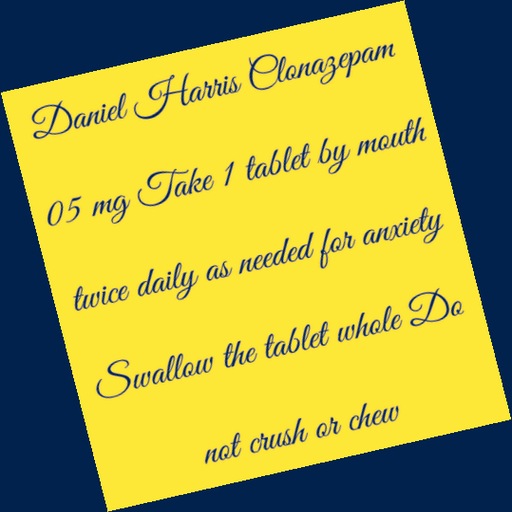 Daniel Harris Clonazepam
05 mg Take 1 tablet by mouth
twice daily as needed for anxiety
Swallow the tablet whole Do
not crush or chew